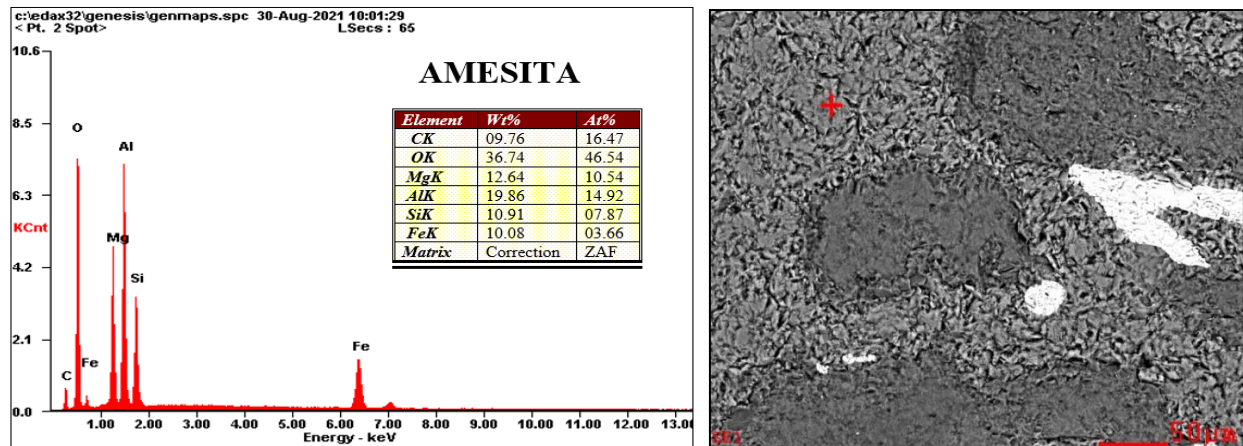 c:\edax32\genesis\genmaps.spc 30-Aug-2021 10:01:29
< Pt. 2 Spot> LSecs : 65
AMESITA
Element Wt% At%
CK 09.76 16.47
OK 36.74 46.54
MgK 12.64 10.54
AlK 19.86 14.92
SiK 10.91 07.87
FeK 10.08 03.66
Matrix Correction ZAF
10.6
8.5
6.3
KCnt
4.2
2.1
0.0
O
Al
Mg
Si
Fe
C
Fe
1.00 2.00 3.00 4.00 5.00 6.00 7.00 8.00 9.00 10.00 11.00 12.00 13.00
Energy - keV
50µm